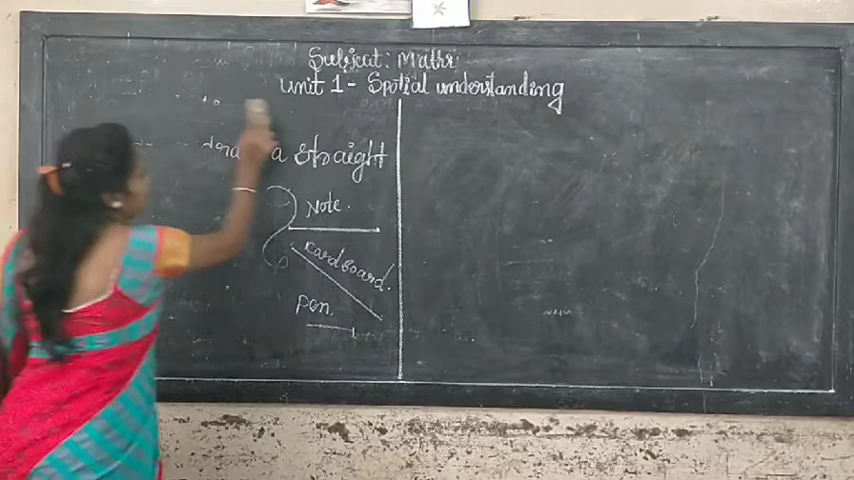 Subject: Maths
Unit 1 - Spatial understanding
a straight
Note.
Cardboard.
Pen.